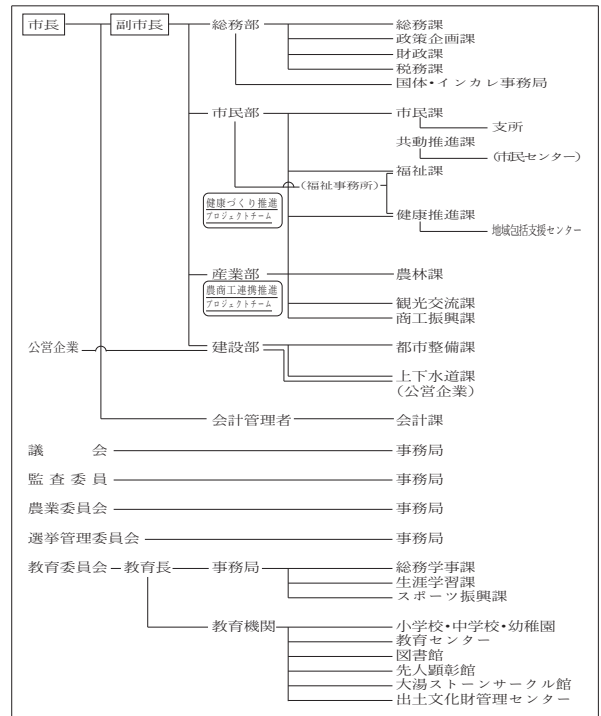 市長 副市長 総務部 総務課
政策企画課
財政課
税務課
国体・インカレ事務局
市民部 市民課
支所
共動推進課
(市民センター)
福祉課
(福祉事務所)
健康づくり推進
プロジェクトチーム
健康推進課
地域包括支援センター
産業部 農林課
農商工連携推進
プロジェクトチーム
観光交流課
商工振興課
公営企業 建設部 都市整備課
上下水道課
(公営企業)
会計管理者 会計課
議会 事務局
監査委員 事務局
農業委員会 事務局
選挙管理委員会 事務局
教育委員会 教育長 事務局 総務学事課
生涯学習課
スポーツ振興課
教育機関 小学校・中学校・幼稚園
教育センター
図書館
先人顕彰館
大湯ストーンサークル館
出土文化財管理センター